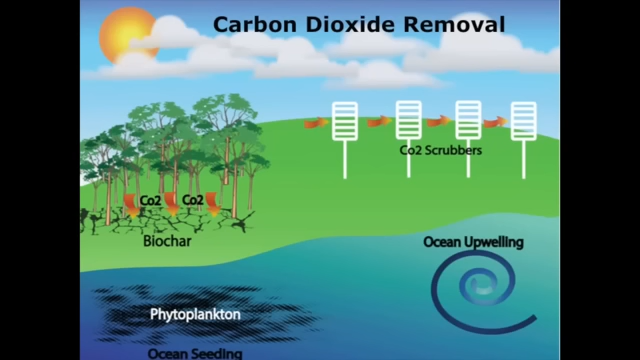 Carbon Dioxide Removal
Co2 Scrubbers
Co2 Co2
Biochar
Ocean Upwelling
Phytoplankton
Ocean Seeding